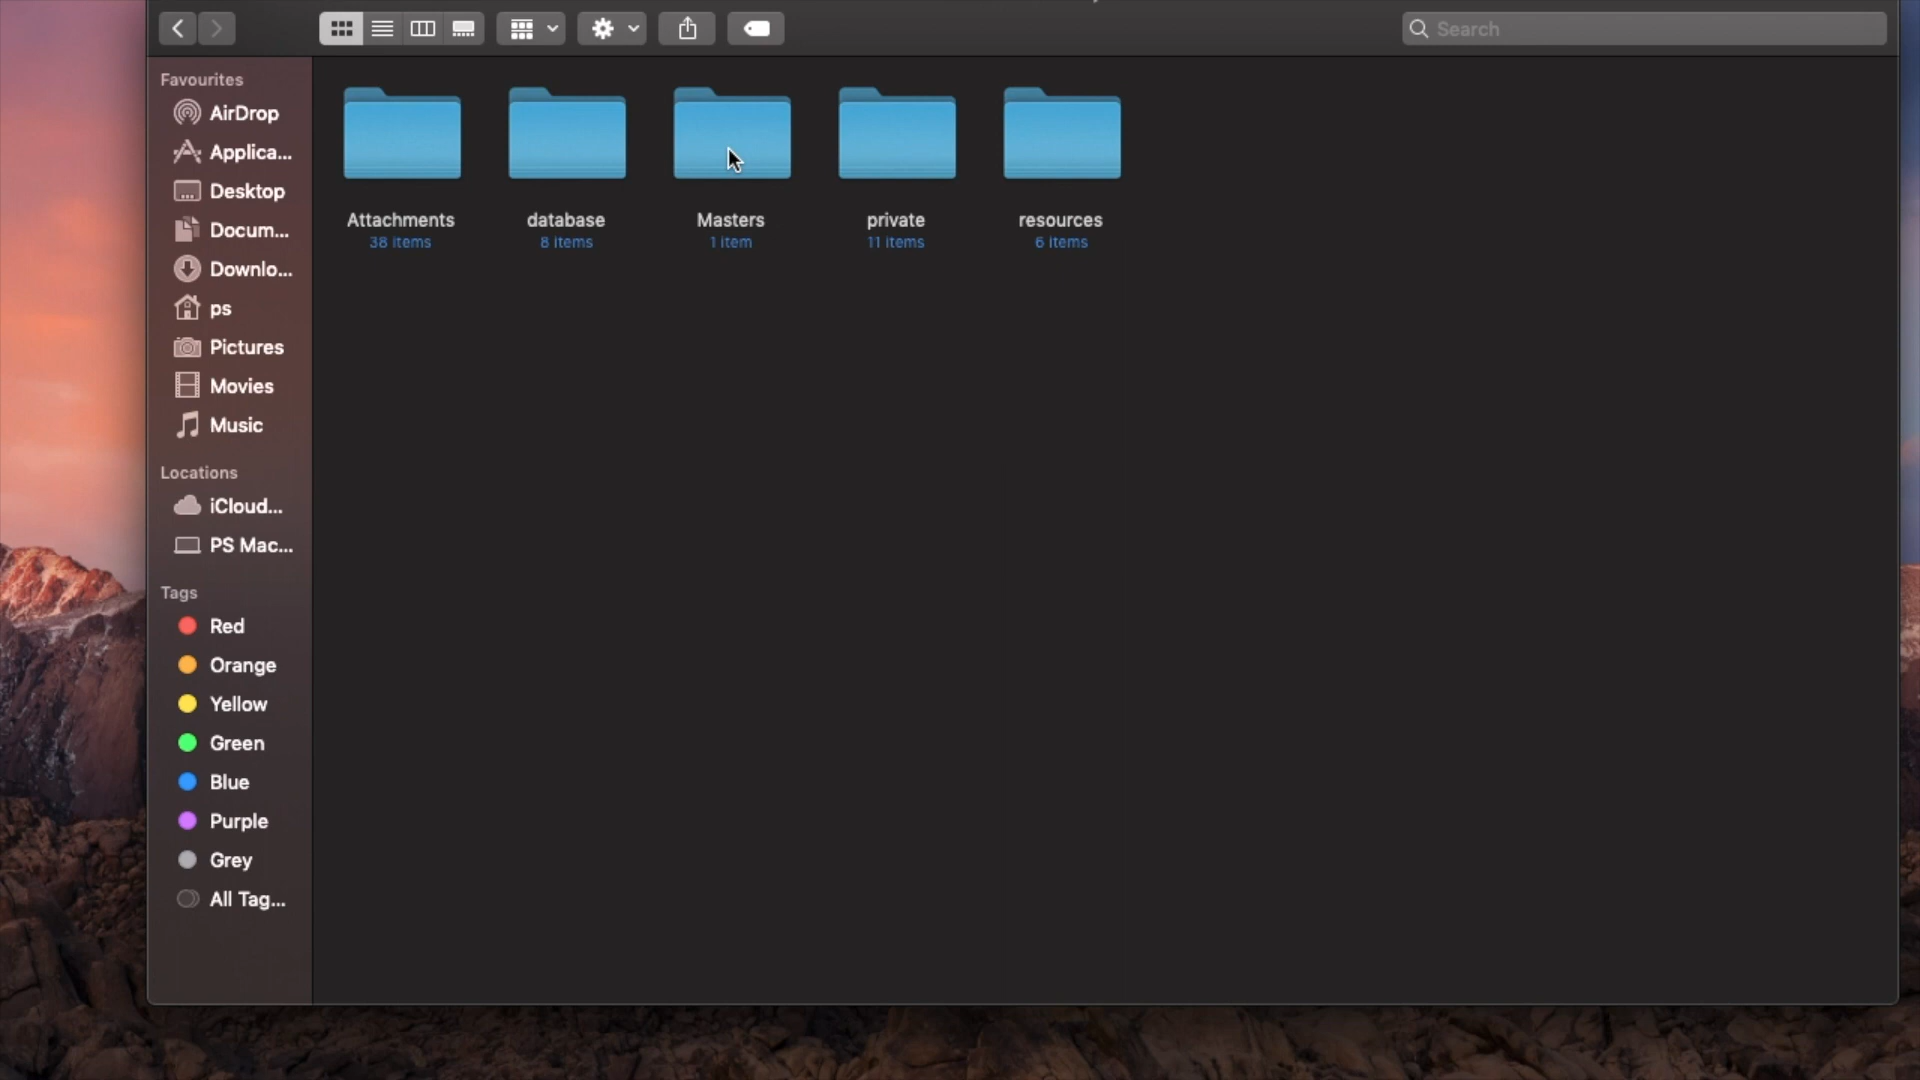 Search
Favourites
AirDrop
Applica...
Desktop
Docum...
Downlo...
ps
Pictures
Movies
Music
Locations
iCloud...
PS Mac...
Tags
Red
Orange
Yellow
Green
Blue
Purple
Grey
All Tag...
Attachments
38 items
database
8 items
Masters
1 item
private
11 items
resources
6 items